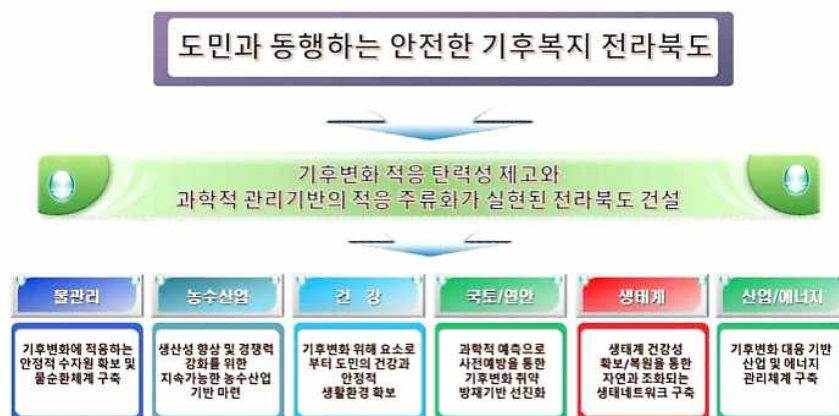 도민과 동행하는 안전한 기후복지 전라북도
기후변화 적응 탄력성 제고와
과학적 관리기반의 적응 주류화가 실현된 전라북도 건설
물관리
기후변화에 적응하는
안정적 수자원 확보 및
물순환체계 구축
농수산업
생산성 향상 및 경쟁력
강화를 위한
지속가능한 농수산업
기반 마련
건 강
기후변화 위해 요소로
부터 도민의 건강과
안정적
생활환경 확보
국토/연안
과학적 예측으로
사전예방을 통한
기후변화 취약
방재기반 선진화
생태계
생태계 건강성
확보/복원을 통한
자연과 조화되는
생태네트워크 구축
산업/에너지
기후변화 대응 기반
산업 및 에너지
관리체계 구축